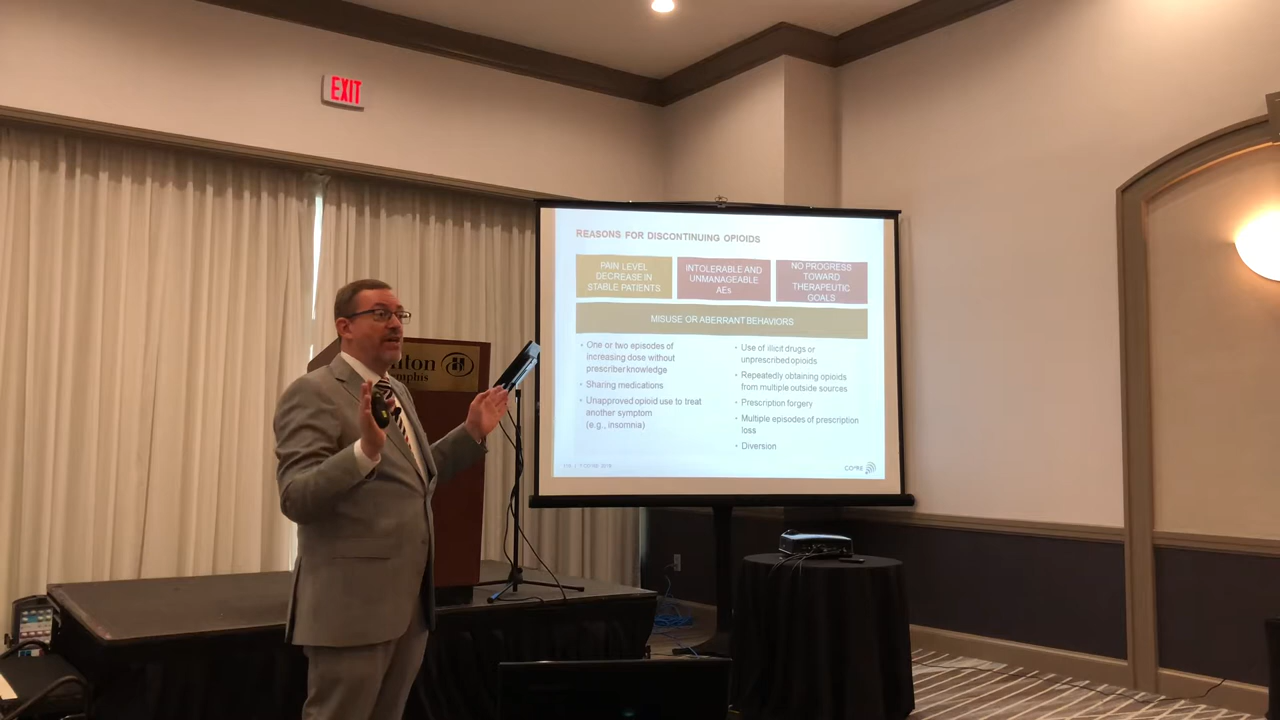 EXIT
REASONS FOR DISCONTINUING OPIOIDS
PAIN LEVEL
DECREASE IN
STABLE PATIENTS
INTOLERABLE AND
UNMANAGEABLE
AEs
NO PROGRESS
TOWARD
THERAPEUTIC
GOALS
MISUSE OR ABERRANT BEHAVIORS
• One or two episodes of
increasing dose without
prescriber knowledge
• Sharing medications
• Unapproved opioid use to treat
another symptom
(e.g., insomnia)
• Use of illicit drugs or
unprescribed opioids
• Repeatedly obtaining opioids
from multiple outside sources
• Prescription forgery
• Multiple episodes of prescription
loss
• Diversion
CO*RE
lton
mphis